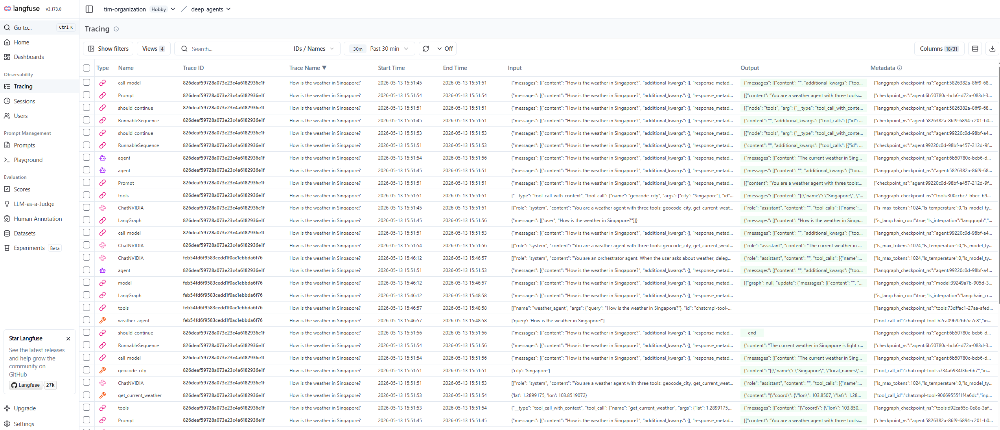 langfuse v3.173.0
tim-organization Hobby / deep_agents
Go to... Ctrl K
Home
Dashboards
Observability
Tracing
Sessions
Users
Prompt Management
Prompts
Playground
Evaluation
Scores
LLM-as-a-Judge
Human Annotation
Datasets
Experiments Beta
Star Langfuse
See the latest releases
and help grow the
community on
GitHub
Langfuse 27k
Upgrade
Settings
Tracing
Show filters Views 4 Search... IDs / Names 30m Past 30 min Off Columns 18/31
Type Name Trace ID Trace Name ▼ Start Time End Time Input Output Metadata
call_model 826deaf59728a073e23c4a6182936e1f How is the weather in Singapore? 2026-05-13 15:51:45 2026-05-13 15:51:51 {"messages": [{"content": "How is the weather in Singapore?", "additional_kwargs": {}, "response_metad... {"messages": [{"content": "", "additional_kwargs": {"too... {"langgraph_checkpoint_ns":"agent:5826382a-86f9-68...
Prompt 826deaf59728a073e23c4a6182936e1f How is the weather in Singapore? 2026-05-13 15:51:54 2026-05-13 15:51:54 {"messages": [{"content": "How is the weather in Singapore?", "additional_kwargs": {}, "response_metad... [{"content": "You are a weather agent with three tools:... {"checkpoint_ns":"agent:6b50780c-bcb6-d72a-083d-3...
should_continue 826deaf59728a073e23c4a6182936e1f How is the weather in Singapore? 2026-05-13 15:51:51 2026-05-13 15:51:51 {"messages": [{"content": "How is the weather in Singapore?", "additional_kwargs": {}, "response_metad... [{"node": "tools", "arg": {"__type": "tool_call_with_conte... {"langgraph_checkpoint_ns":"agent:5826382a-86f9-68...
RunnableSequence 826deaf59728a073e23c4a6182936e1f How is the weather in Singapore? 2026-05-13 15:51:45 2026-05-13 15:51:51 {"messages": [{"content": "How is the weather in Singapore?", "additional_kwargs": {}, "response_metad... {"content": "", "additional_kwargs": {"tool_calls": [{"id": ... {"checkpoint_ns":"agent:5826382a-86f9-6894-c201-b0...
should_continue 826deaf59728a073e23c4a6182936e1f How is the weather in Singapore? 2026-05-13 15:51:53 2026-05-13 15:51:53 {"messages": [{"content": "How is the weather in Singapore?", "additional_kwargs": {}, "response_metad... [{"node": "tools", "arg": {"__type": "tool_call_with_conte... {"langgraph_checkpoint_ns":"agent:99220c0d-98bf-a4...
RunnableSequence 826deaf59728a073e23c4a6182936e1f How is the weather in Singapore? 2026-05-13 15:51:51 2026-05-13 15:51:53 {"messages": [{"content": "How is the weather in Singapore?", "additional_kwargs": {}, "response_metad... {"content": "", "additional_kwargs": {"tool_calls": [{"id": ... {"checkpoint_ns":"agent:99220c0d-98bf-a457-212d-9f...
agent 826deaf59728a073e23c4a6182936e1f How is the weather in Singapore? 2026-05-13 15:51:54 2026-05-13 15:51:56 {"messages": [{"content": "How is the weather in Singapore?", "additional_kwargs": {}, "response_metad... {"messages": [{"content": "The current weather in Sing... {"langgraph_checkpoint_ns":"agent:6b50780c-bcb6-d...
agent 826deaf59728a073e23c4a6182936e1f How is the weather in Singapore? 2026-05-13 15:51:45 2026-05-13 15:51:51 {"messages": [{"content": "How is the weather in Singapore?", "additional_kwargs": {}, "response_metad... {"messages": [{"content": "", "additional_kwargs": {"too... {"langgraph_checkpoint_ns":"agent:5826382a-86f9-68...
Prompt 826deaf59728a073e23c4a6182936e1f How is the weather in Singapore? 2026-05-13 15:51:51 2026-05-13 15:51:51 {"messages": [{"content": "How is the weather in Singapore?", "additional_kwargs": {}, "response_metad... [{"content": "You are a weather agent with three tools:... {"checkpoint_ns":"agent:99220c0d-98bf-a457-212d-9f...
tools 826deaf59728a073e23c4a6182936e1f How is the weather in Singapore? 2026-05-13 15:51:51 2026-05-13 15:51:51 {"__type": "tool_call_with_context", "tool_call": {"name": "geocode_city", "args": {"city": "Singapore"}, "id"... {"messages": [{"content": "[{\"name\": \"Singapore\", \"... {"langgraph_checkpoint_ns":"tools:300cc6c7-bbec-b9...
ChatNVIDIA 826deaf59728a073e23c4a6182936e1f How is the weather in Singapore? 2026-05-13 15:51:45 2026-05-13 15:51:51 [{"role": "system", "content": "You are a weather agent with three tools: geocode_city, get_current_weat... {"role": "assistant", "content": "", "tool_calls": [{"name":... {"ls_max_tokens":1024,"ls_temperature":0,"ls_model_ty...
LangGraph 826deaf59728a073e23c4a6182936e1f How is the weather in Singapore? 2026-05-13 15:51:45 2026-05-13 15:51:56 {"messages": [["user", "How is the weather in Singapore?"]]} {"messages": [{"content": "How is the weather in Singa... {"is_langchain_root":true,"ls_integration":"langgraph","...
call_model 826deaf59728a073e23c4a6182936e1f How is the weather in Singapore? 2026-05-13 15:51:51 2026-05-13 15:51:53 {"messages": [{"content": "How is the weather in Singapore?", "additional_kwargs": {}, "response_metad... {"messages": [{"content": "", "additional_kwargs": {"too... {"langgraph_checkpoint_ns":"agent:99220c0d-98bf-a4...
ChatNVIDIA 826deaf59728a073e23c4a6182936e1f How is the weather in Singapore? 2026-05-13 15:51:54 2026-05-13 15:51:56 [{"role": "system", "content": "You are a weather agent with three tools: geocode_city, get_current_weat... {"role": "assistant", "content": "The current weather in ... {"ls_max_tokens":1024,"ls_temperature":0,"ls_model_ty...
ChatNVIDIA feb54fd6f9583cedd1f0ac1ebbda6f76 How is the weather in Singapore? 2026-05-13 15:46:12 2026-05-13 15:46:57 [{"role": "system", "content": "You are an orchestrator agent. When the user asks about weather, deleg... {"role": "assistant", "content": "", "tool_calls": [{"name":... {"ls_max_tokens":1024,"ls_temperature":0,"ls_model_ty...
agent 826deaf59728a073e23c4a6182936e1f How is the weather in Singapore? 2026-05-13 15:51:51 2026-05-13 15:51:53 {"messages": [{"content": "How is the weather in Singapore?", "additional_kwargs": {}, "response_metad... {"messages": [{"content": "", "additional_kwargs": {"too... {"langgraph_checkpoint_ns":"agent:99220c0d-98bf-a4...
model feb54fd6f9583cedd1f0ac1ebbda6f76 How is the weather in Singapore? 2026-05-13 15:46:12 2026-05-13 15:46:57 {"messages": [{"content": "How is the weather in Singapore?", "additional_kwargs": {}, "response_metad... [{"graph": null, "update": {"messages": [{"content": "", "... {"langgraph_checkpoint_ns":"model:39249a7b-905d-3...
LangGraph feb54fd6f9583cedd1f0ac1ebbda6f76 How is the weather in Singapore? 2026-05-13 15:46:12 2026-05-13 15:48:58 {"messages": [{"content": "How is the weather in Singapore?", "additional_kwargs": {}, "response_metad... {"is_langchain_root":true,"ls_integration":"langchain_cr...
tools feb54fd6f9583cedd1f0ac1ebbda6f76 How is the weather in Singapore? 2026-05-13 15:46:57 2026-05-13 15:48:58 [{"name": "weather_agent", "args": {"query": "How is the weather in Singapore?"}, "id": "chatcmpl-tool-... {"langgraph_checkpoint_ns":"tools:73dffac1-27aa-afed...
weather_agent feb54fd6f9583cedd1f0ac1ebbda6f76 How is the weather in Singapore? 2026-05-13 15:46:57 2026-05-13 15:48:58 {'query': 'How is the weather in Singapore?'} {"tool_call_id":"chatcmpl-tool-b2ca09b92bb5c7c8","in...
should_continue 826deaf59728a073e23c4a6182936e1f How is the weather in Singapore? 2026-05-13 15:51:56 2026-05-13 15:51:56 {"messages": [{"content": "How is the weather in Singapore?", "additional_kwargs": {}, "response_metad... __end__ {"langgraph_checkpoint_ns":"agent:6b50780c-bcb6-d...
RunnableSequence 826deaf59728a073e23c4a6182936e1f How is the weather in Singapore? 2026-05-13 15:51:54 2026-05-13 15:51:56 {"messages": [{"content": "How is the weather in Singapore?", "additional_kwargs": {}, "response_metad... {"content": "The current weather in Singapore is light r... {"checkpoint_ns":"agent:6b50780c-bcb6-d72a-083d-3...
call_model 826deaf59728a073e23c4a6182936e1f How is the weather in Singapore? 2026-05-13 15:51:54 2026-05-13 15:51:56 {"messages": [{"content": "How is the weather in Singapore?", "additional_kwargs": {}, "response_metad... {"messages": [{"content": "The current weather in Sing... {"langgraph_checkpoint_ns":"agent:6b50780c-bcb6-d...
geocode_city 826deaf59728a073e23c4a6182936e1f How is the weather in Singapore? 2026-05-13 15:51:51 2026-05-13 15:51:51 {'city': 'Singapore'} {"content": "[{\"name\": \"Singapore\", \"local_names\"... {"tool_call_id":"chatcmpl-tool-a734a6934f36e6b7","in...
ChatNVIDIA 826deaf59728a073e23c4a6182936e1f How is the weather in Singapore? 2026-05-13 15:51:51 2026-05-13 15:51:53 [{"role": "system", "content": "You are a weather agent with three tools: geocode_city, get_current_weat... {"role": "assistant", "content": "", "tool_calls": [{"name":... {"ls_max_tokens":1024,"ls_temperature":0,"ls_model_ty...
get_current_weather 826deaf59728a073e23c4a6182936e1f How is the weather in Singapore? 2026-05-13 15:51:53 2026-05-13 15:51:54 {'lat': 1.2899175, 'lon': 103.8519072} {"content": "{\"coord\": {\"lon\": 103.8507, \"lat\": 1.28... {"tool_call_id":"chatcmpl-tool-90669555f1f4a6dc","inp...
tools 826deaf59728a073e23c4a6182936e1f How is the weather in Singapore? 2026-05-13 15:51:53 2026-05-13 15:51:54 {"__type": "tool_call_with_context", "tool_call": {"name": "get_current_weather", "args": {"lat": 1.2899175,... {"messages": [{"content": "{\"coord\": {\"lon\": 103.850... {"langgraph_checkpoint_ns":"tools:d92ca65c-0e8e-3af...
Prompt 826deaf59728a073e23c4a6182936e1f How is the weather in Singapore? 2026-05-13 15:51:45 2026-05-13 15:51:45 {"messages": [{"content": "How is the weather in Singapore?", "additional_kwargs": {}, "response_metad... [{"content": "You are a weather agent with three tools:... {"checkpoint_ns":"agent:5826382a-86f9-6894-c201-b0...